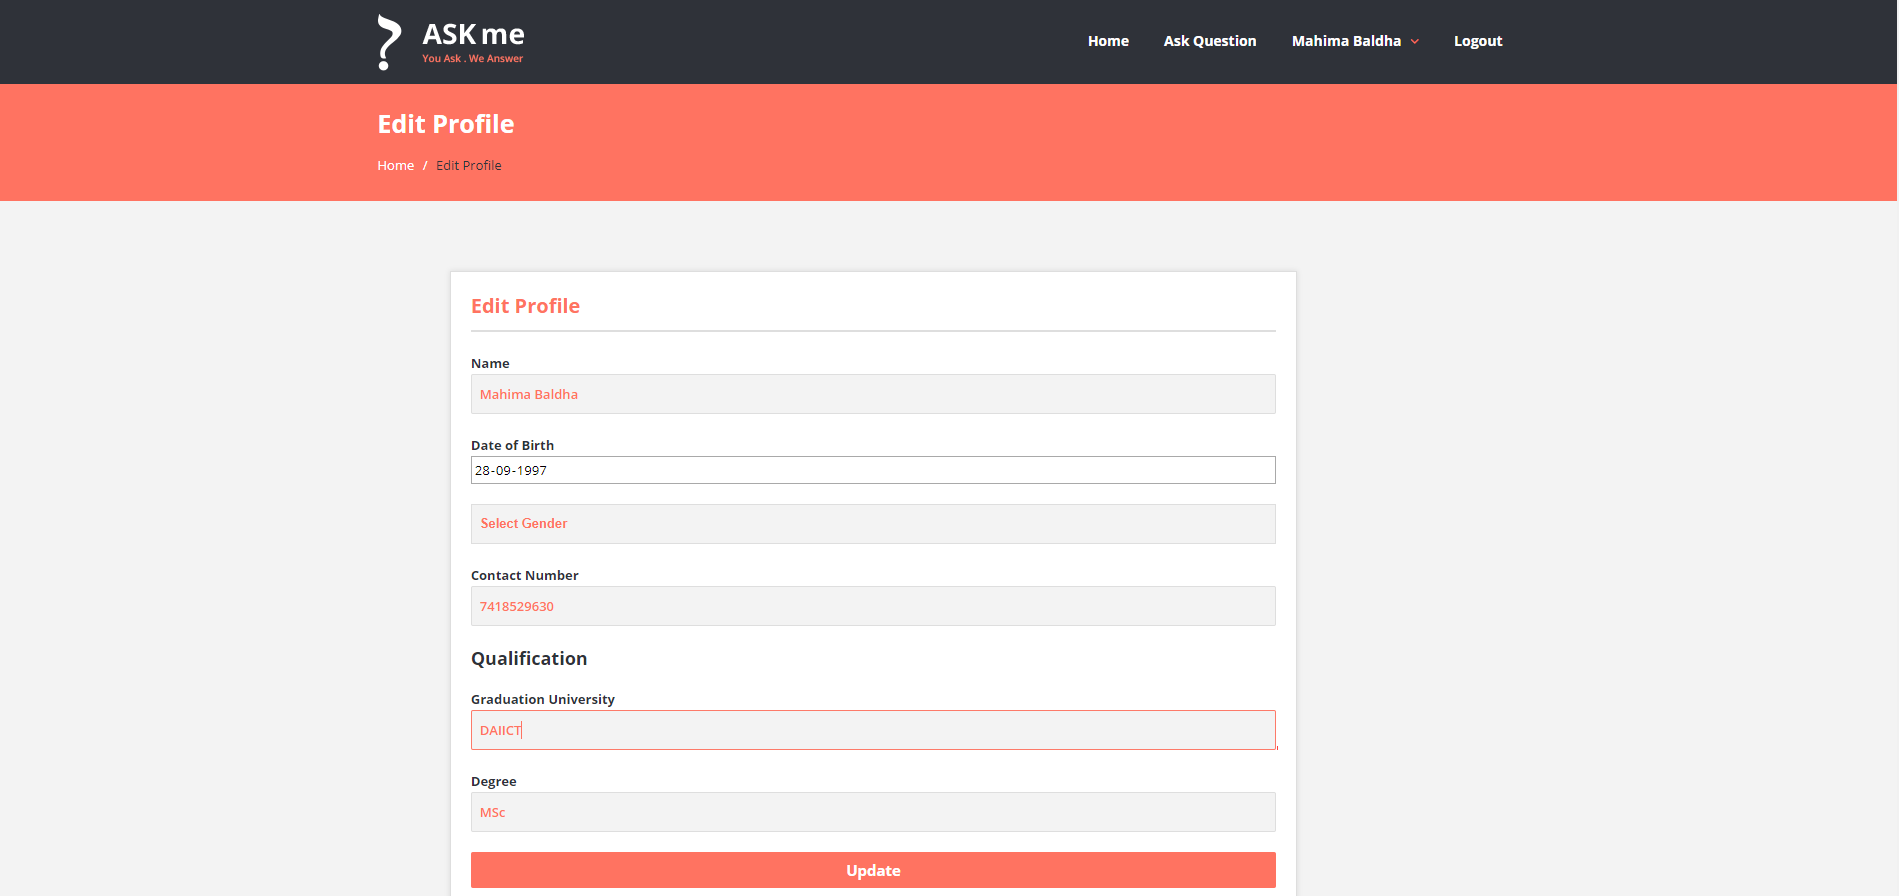 ASK me
You Ask . We Answer
Home Ask Question Mahima Baldha Logout
Edit Profile
Home / Edit Profile
Edit Profile
Name
Mahima Baldha
Date of Birth
28-09-1997
Select Gender
Contact Number
7418529630
Qualification
Graduation University
DAIICT
Degree
MSc
Update